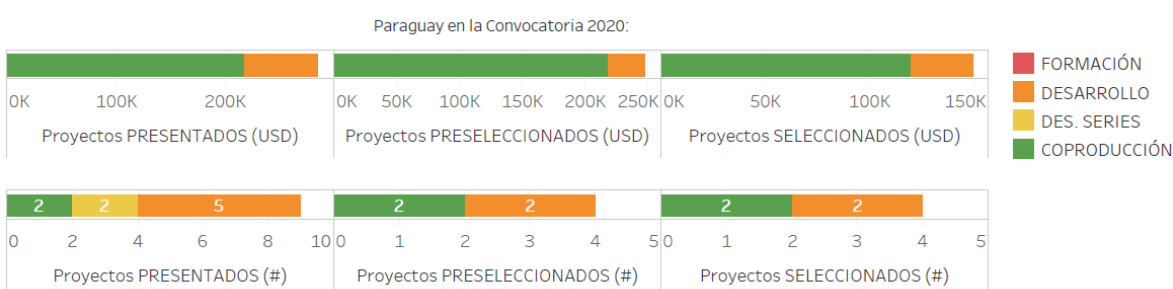 Paraguay en la Convocatoria 2020:
FORMACIÓN
DESARROLLO
DES. SERIES
COPRODUCCIÓN
0K 100K 200K
0K 50K 100K 150K 200K 250K
0K 50K 100K 150K
Proyectos PRESENTADOS (USD)
Proyectos PRESELECCIONADOS (USD)
Proyectos SELECCIONADOS (USD)
2 2 5
2 2
2 2
0 2 4 6 8 10
0 1 2 3 4 5
0 1 2 3 4 5
Proyectos PRESENTADOS (#)
Proyectos PRESELECCIONADOS (#)
Proyectos SELECCIONADOS (#)